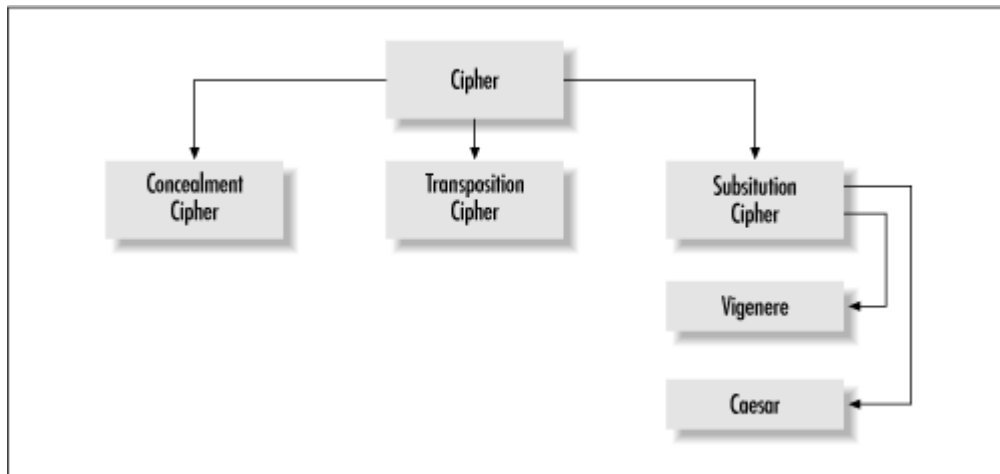 Cipher
Concealment
Cipher
Transposition
Cipher
Subsitution
Cipher
Vigenere
Caesar